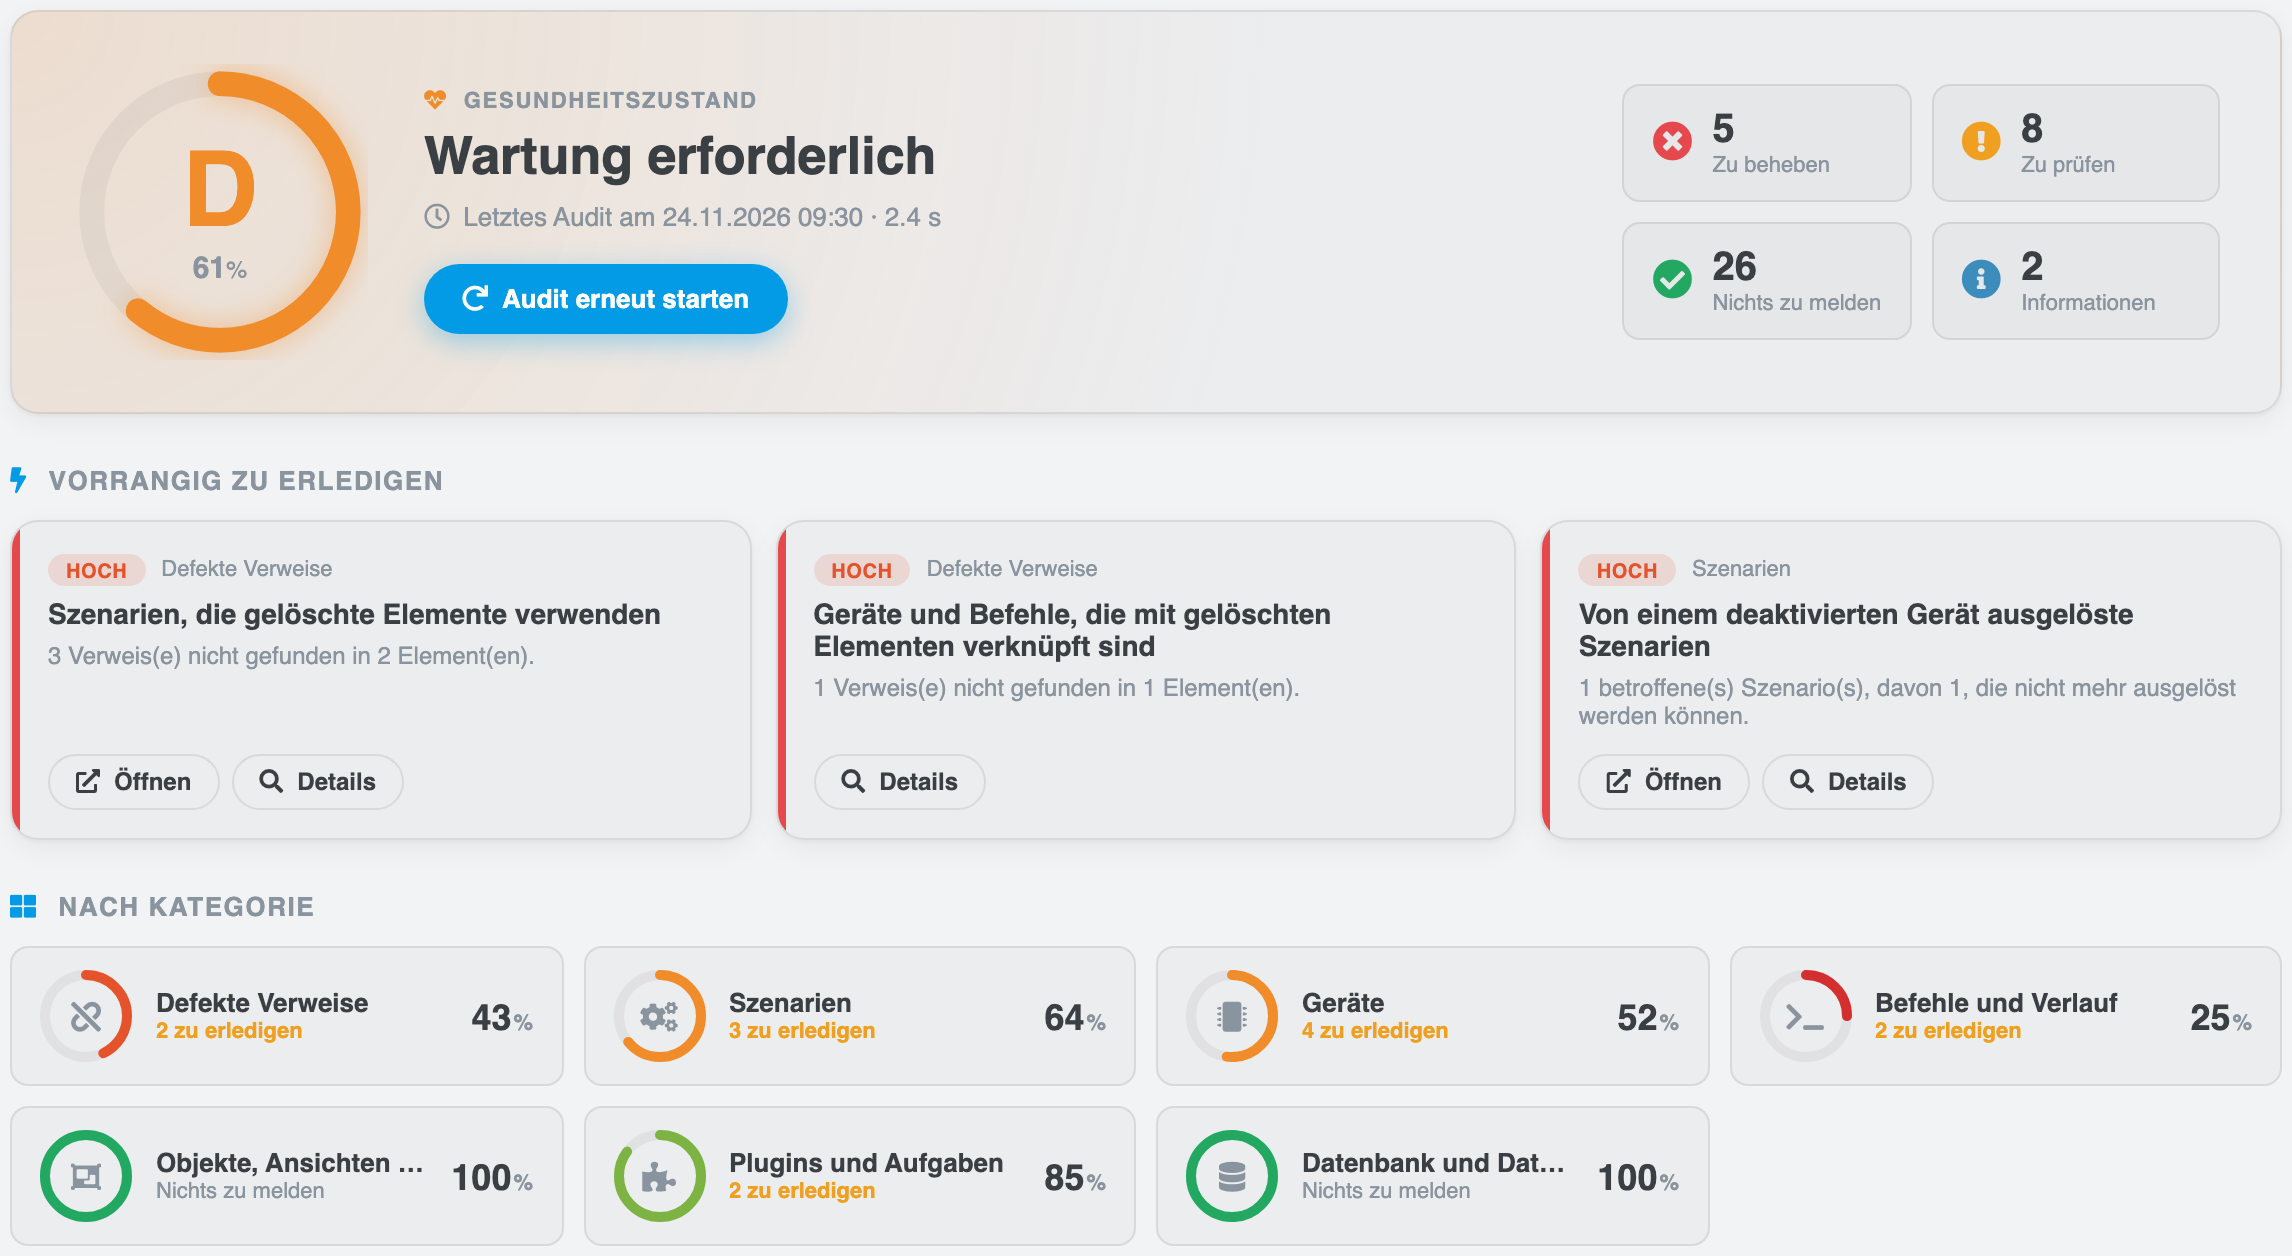 GESUNDHEITSZUSTAND
Wartung erforderlich
Letztes Audit am 24.11.2026 09:30 · 2.4 s
Audit erneut starten
D
61%
5
Zu beheben
8
Zu prüfen
26
Nichts zu melden
2
Informationen
VORRANGIG ZU ERLEDIGEN
HOCH Defekte Verweise
Szenarien, die gelöschte Elemente verwenden
3 Verweis(e) nicht gefunden in 2 Element(en).
Öffnen Details
HOCH Defekte Verweise
Geräte und Befehle, die mit gelöschten
Elementen verknüpft sind
1 Verweis(e) nicht gefunden in 1 Element(en).
Details
HOCH Szenarien
Von einem deaktivierten Gerät ausgelöste
Szenarien
1 betroffene(s) Szenario(s), davon 1, die nicht mehr ausgelöst
werden können.
Öffnen Details
NACH KATEGORIE
Defekte Verweise
2 zu erledigen
43%
Szenarien
3 zu erledigen
64%
Geräte
4 zu erledigen
52%
Befehle und Verlauf
2 zu erledigen
25%
Objekte, Ansichten ...
Nichts zu melden
100%
Plugins und Aufgaben
2 zu erledigen
85%
Datenbank und Dat...
Nichts zu melden
100%